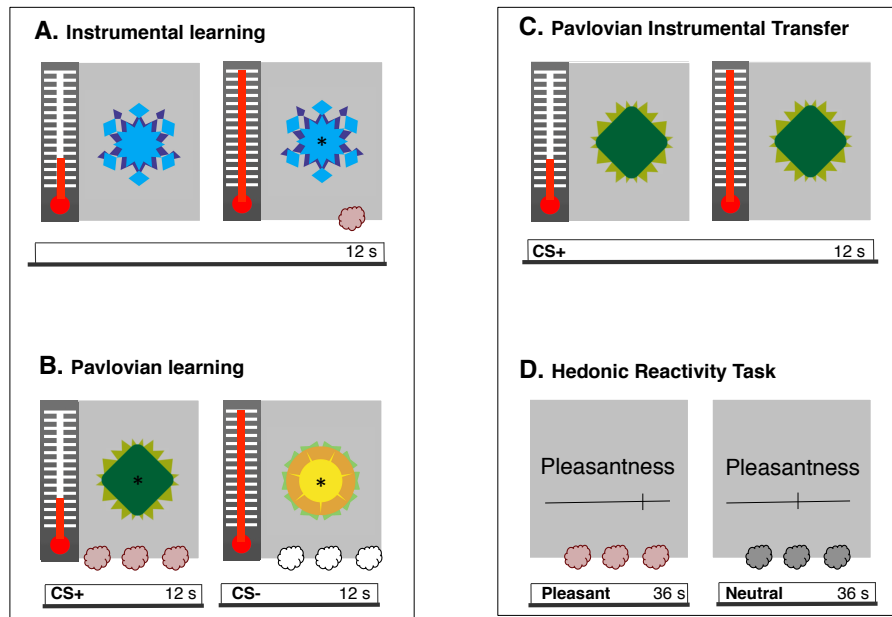 A. Instrumental learning
*
12 s
B. Pavlovian learning
* *
CS+ 12 s CS- 12 s
C. Pavlovian Instrumental Transfer
CS+ 12 s
D. Hedonic Reactivity Task
Pleasantness Pleasantness
Pleasant 36 s Neutral 36 s